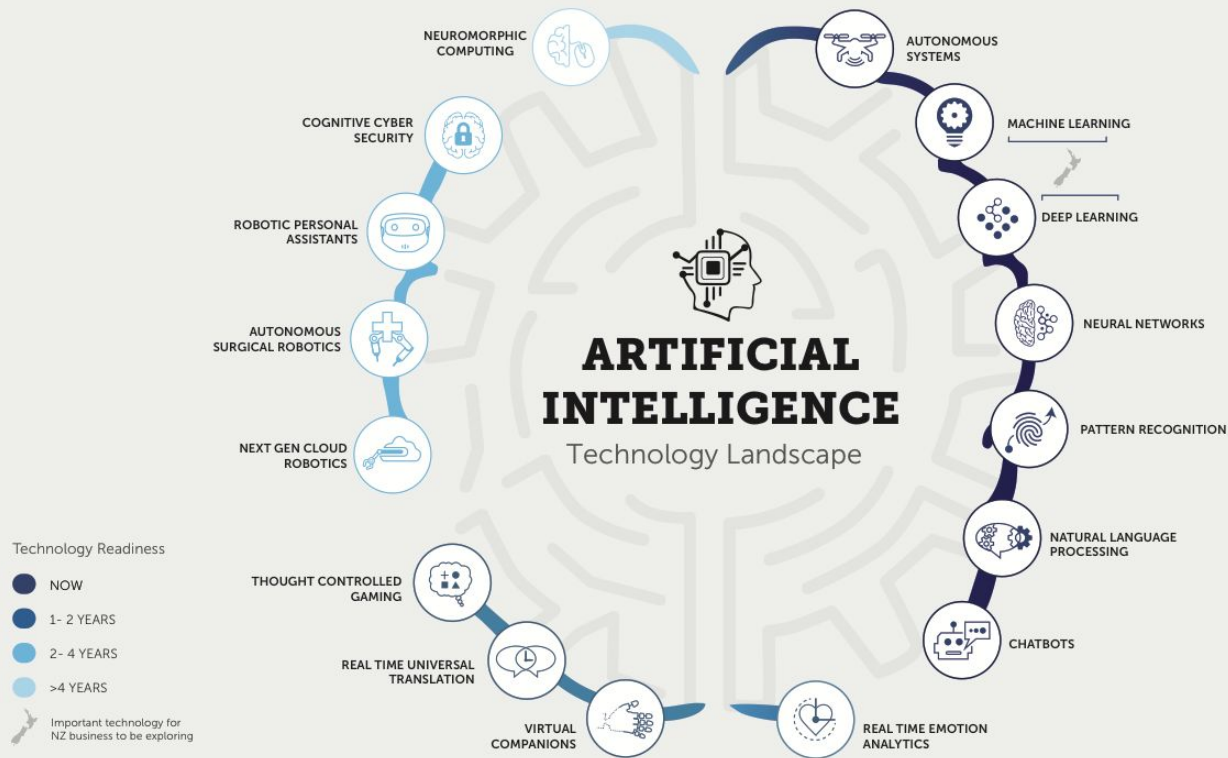 NEUROMORPHIC
COMPUTING
AUTONOMOUS
SYSTEMS
COGNITIVE CYBER
SECURITY
MACHINE LEARNING
ROBOTIC PERSONAL
ASSISTANTS
DEEP LEARNING
AUTONOMOUS
SURGICAL ROBOTICS
NEURAL NETWORKS
ARTIFICIAL
INTELLIGENCE
Technology Landscape
NEXT GEN CLOUD
ROBOTICS
PATTERN RECOGNITION
NATURAL LANGUAGE
PROCESSING
THOUGHT CONTROLLED
GAMING
CHATBOTS
REAL TIME UNIVERSAL
TRANSLATION
VIRTUAL
COMPANIONS
REAL TIME EMOTION
ANALYTICS
Technology Readiness
NOW
1- 2 YEARS
2- 4 YEARS
>4 YEARS
Important technology for
NZ business to be exploring